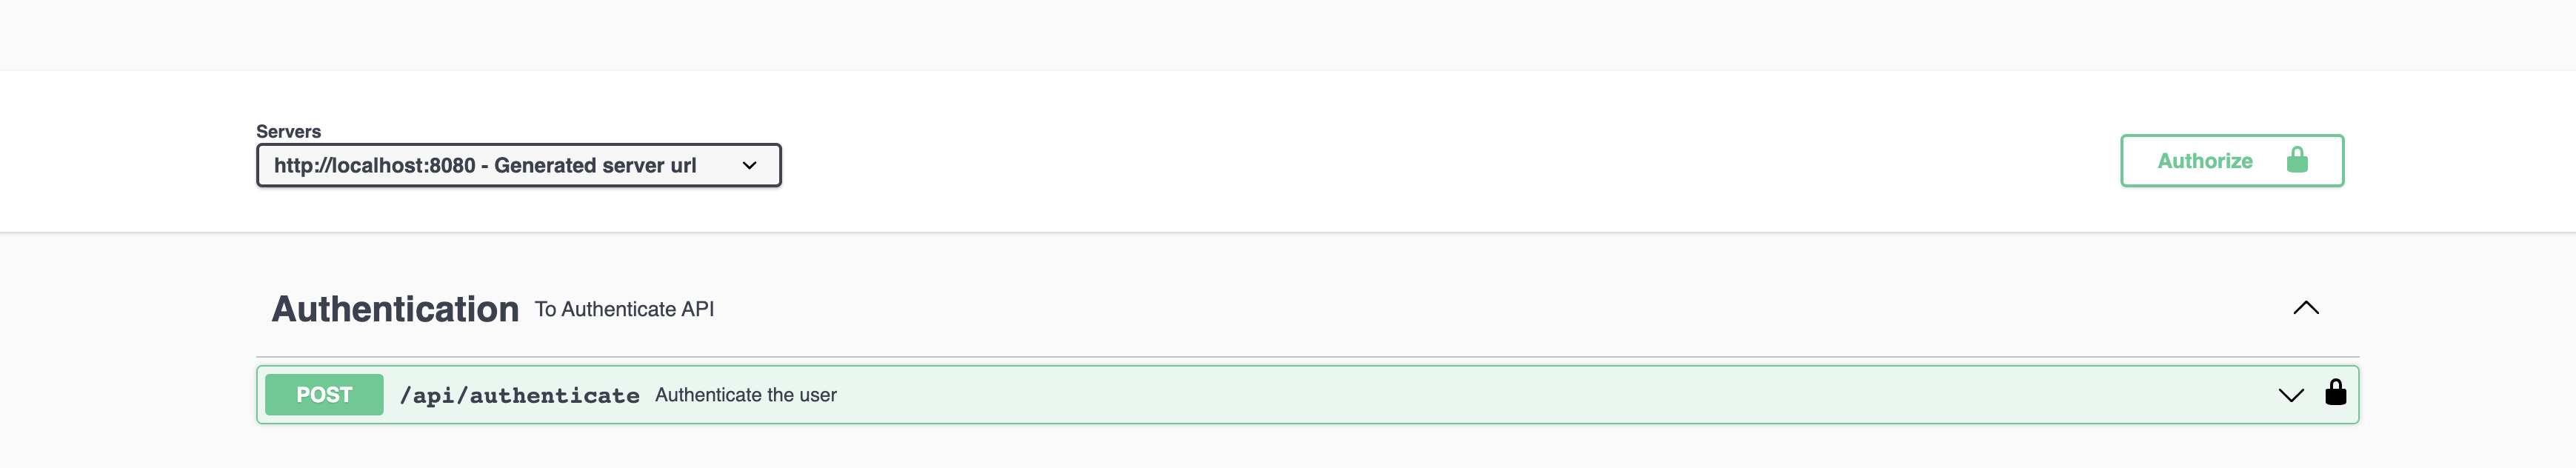 Servers
http://localhost:8080 - Generated server url
Authorize
Authentication To Authenticate API
POST /api/authenticate Authenticate the user